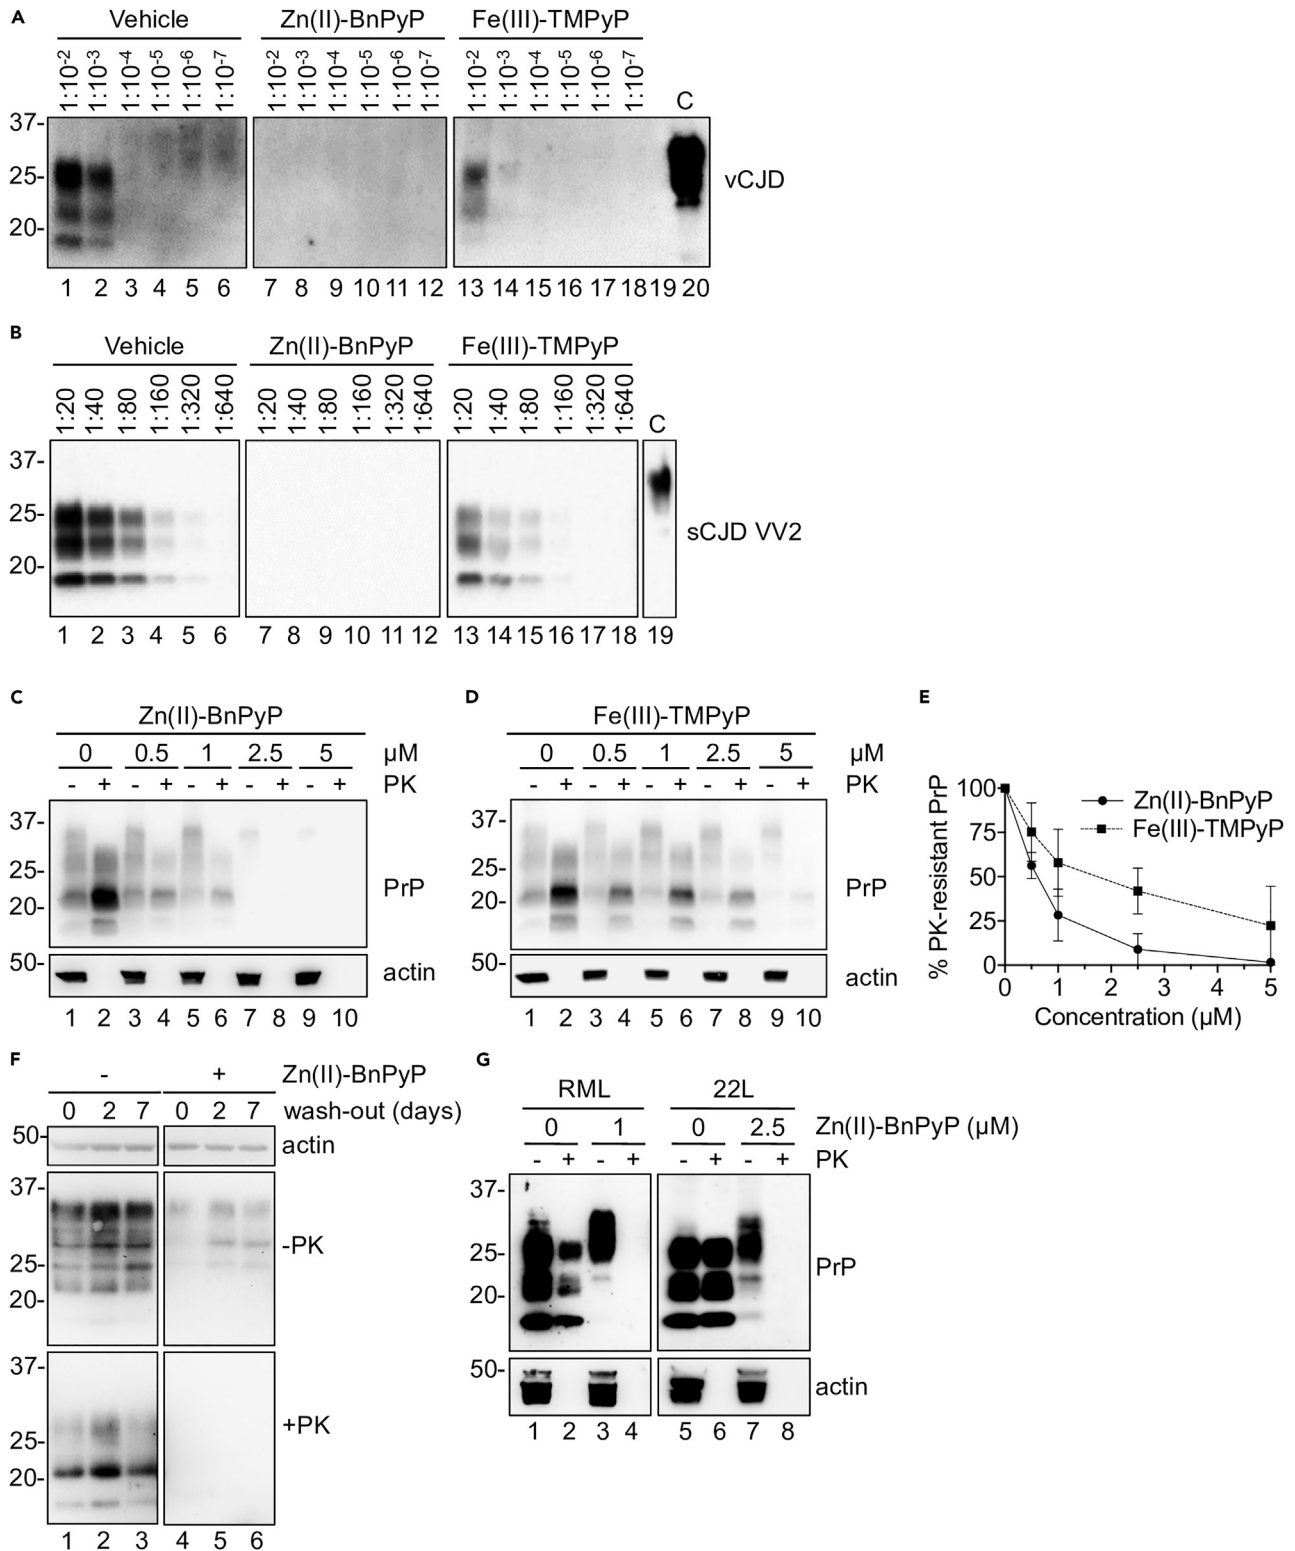 A
Vehicle Zn(II)-BnPyP Fe(III)-TMPyP
1:10-2 1:10-3 1:10-4 1:10-5 1:10-6 1:10-7 1:10-2 1:10-3 1:10-4 1:10-5 1:10-6 1:10-7 1:10-2 1:10-3 1:10-4 1:10-5 1:10-6 1:10-7 C
37-
25- vCJD
20-
1 2 3 4 5 6 7 8 9 10 11 12 13 14 15 16 17 18 19 20
B
Vehicle Zn(II)-BnPyP Fe(III)-TMPyP
1:20 1:40 1:80 1:160 1:320 1:640 1:20 1:40 1:80 1:160 1:320 1:640 1:20 1:40 1:80 1:160 1:320 1:640 C
37-
25- sCJD VV2
20-
1 2 3 4 5 6 7 8 9 10 11 12 13 14 15 16 17 18 19
C
Zn(II)-BnPyP
0 0.5 1 2.5 5 µM
- + - + - + - + - + PK
37-
25- PrP
20-
50- actin
1 2 3 4 5 6 7 8 9 10
D
Fe(III)-TMPyP
0 0.5 1 2.5 5 µM
- + - + - + - + - + PK
37-
25- PrP
20-
50- actin
1 2 3 4 5 6 7 8 9 10
E
% PK-resistant PrP
100
75
50
25
0
Zn(II)-BnPyP
Fe(III)-TMPyP
0 1 2 3 4 5
Concentration (µM)
F
- + Zn(II)-BnPyP
0 2 7 0 2 7 wash-out (days)
50- actin
37-
25- -PK
20-
37-
25- +PK
20-
1 2 3 4 5 6
G
RML 22L
0 1 0 2.5 Zn(II)-BnPyP (µM)
- + - + - + - + PK
37-
25- PrP
20-
50- actin
1 2 3 4 5 6 7 8